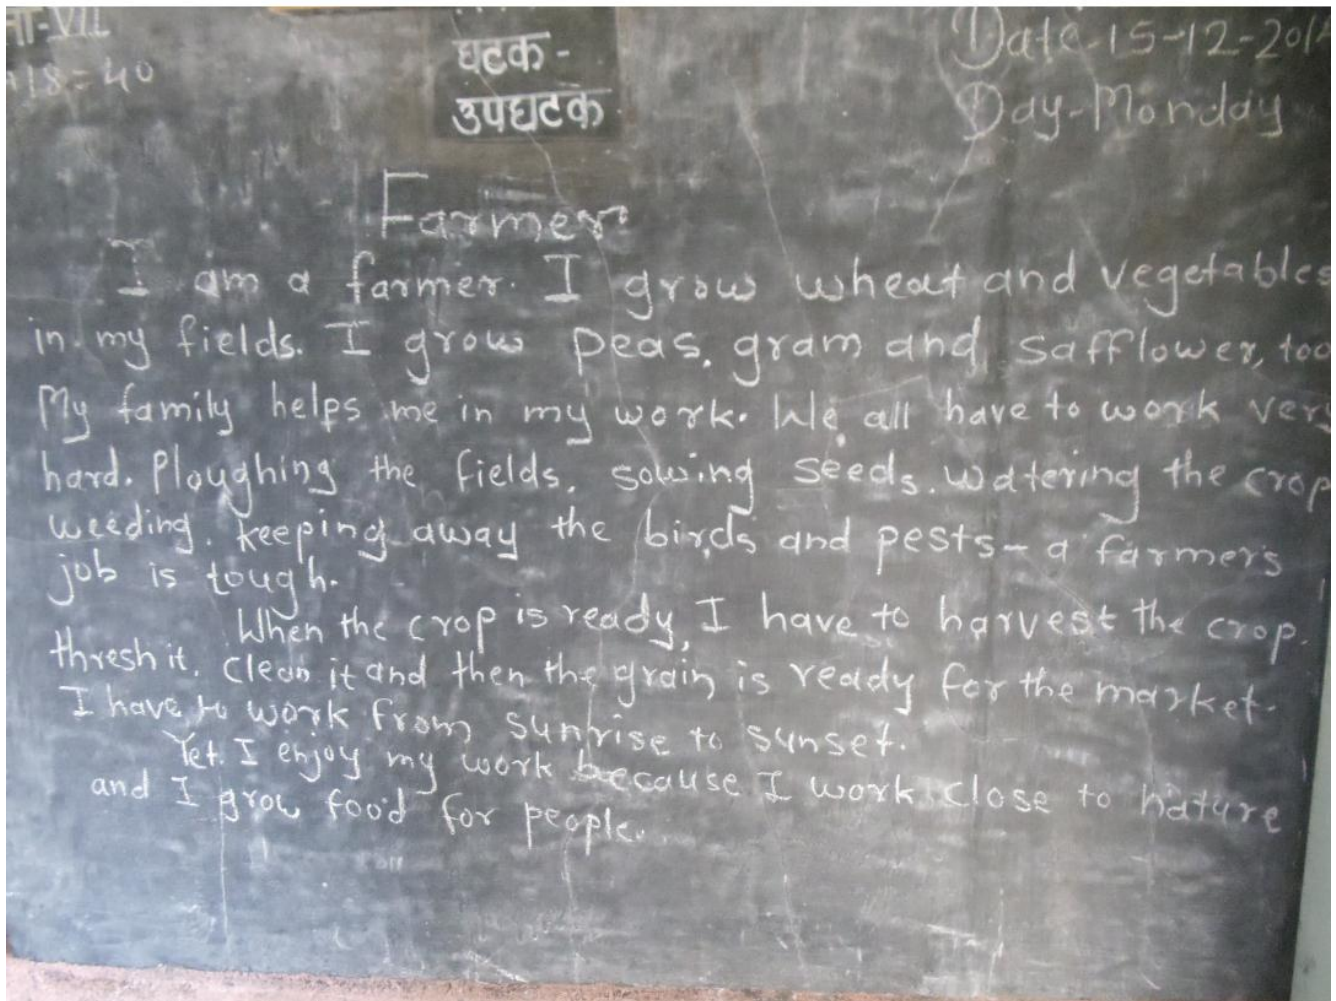 VII
घटक -
उपघटक
Date-15-12-201
Day-Monday
18=40
Farmer
I am a farmer. I grow wheat and vegetables
in my fields. I grow peas, gram and safflower, too
My family helps me in my work. We all have to work very
hard. Ploughing the fields, sowing seeds, watering the crop
weeding, keeping away the birds and pests- a farmer's
job is tough.
When the crop is ready, I have to harvest the crop,
thresh it, clean it and then the grain is ready for the market.
I have to work from sunrise to sunset.
Yet, I enjoy my work because I work close to nature
and I grow food for people.